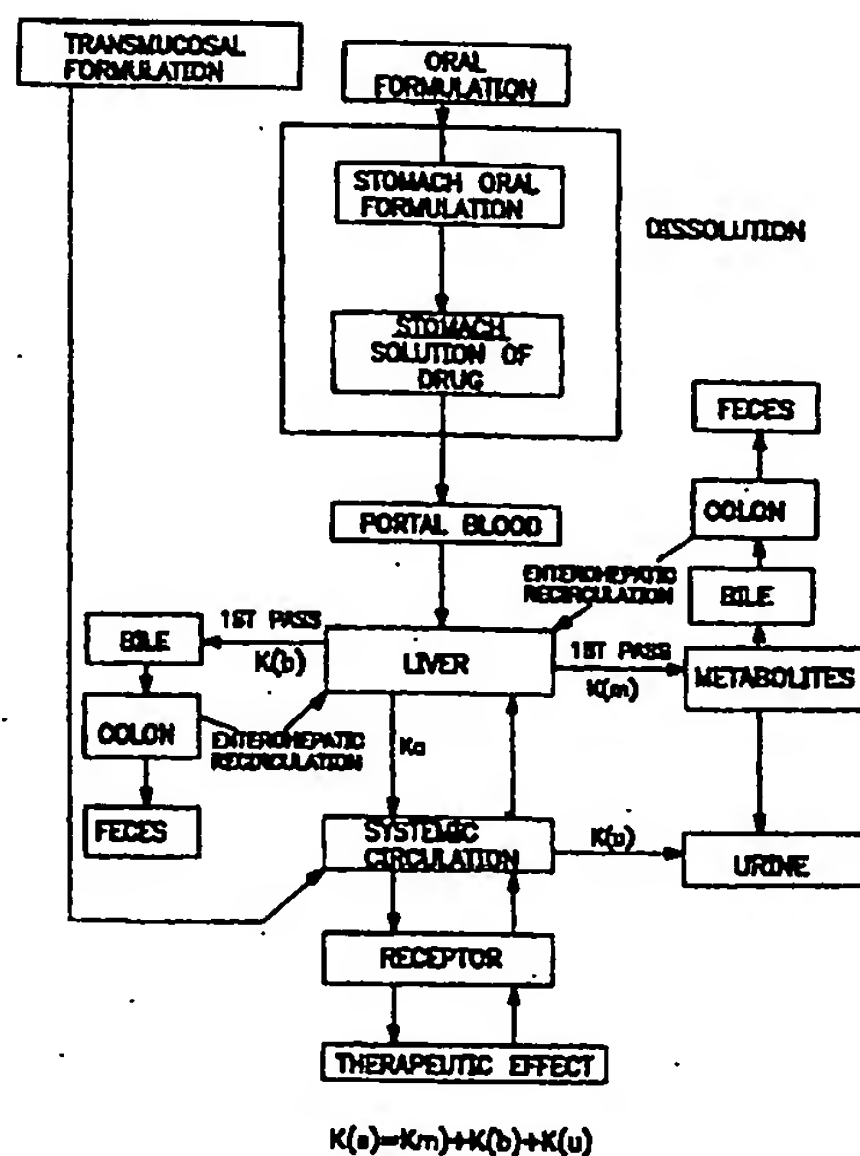 TRANSMUCOSAL
FORMULATION
ORAL
FORMULATION
STOMACH ORAL
FORMULATION
DISSOLUTION
STOMACH
SOLUTION OF
DRUG
FECES
PORTAL BLOOD
COLON
ENTEROHEPATIC
RECIRCULATION
BILE
BILE
1ST PASS
K(b)
LIVER
1ST PASS
K(m)
METABOLITES
COLON
ENTEROHEPATIC
RECIRCULATION
Ka
FECES
SYSTEMIC
CIRCULATION
K(u)
URINE
RECEPTOR
THERAPEUTIC EFFECT
K(a)=Km)+K(b)+K(u)